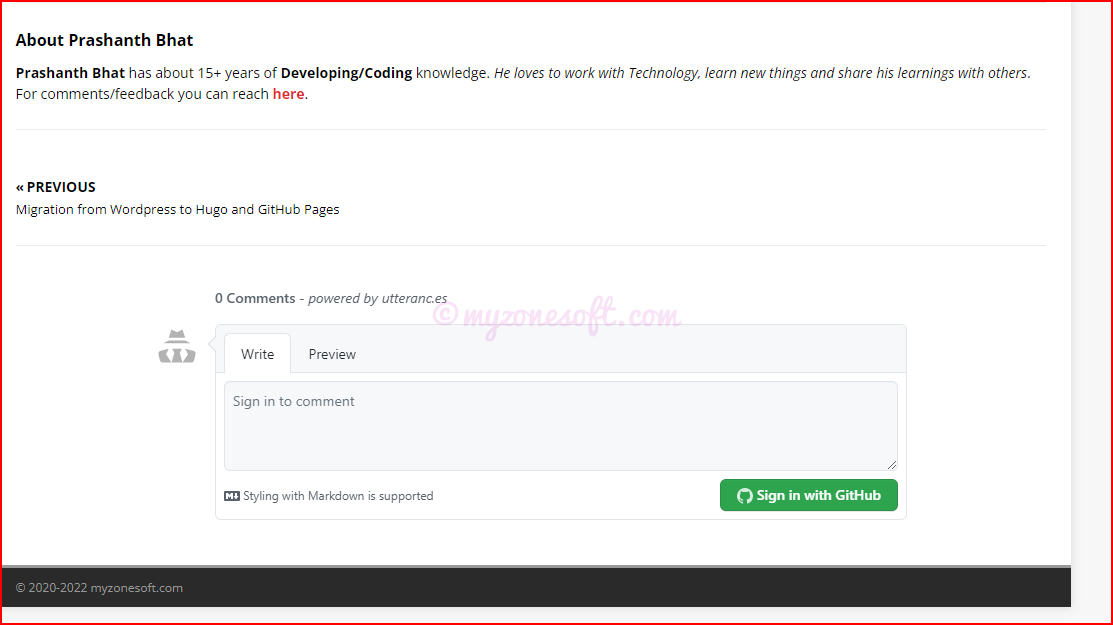 About Prashanth Bhat
Prashanth Bhat has about 15+ years of Developing/Coding knowledge. He loves to work with Technology, learn new things and share his learnings with others.
For comments/feedback you can reach here.
« PREVIOUS
Migration from Wordpress to Hugo and GitHub Pages
0 Comments - powered by utteranc.es
© myzonesoft.com
Write Preview
Sign in to comment
M↓ Styling with Markdown is supported
Sign in with GitHub
© 2020-2022 myzonesoft.com